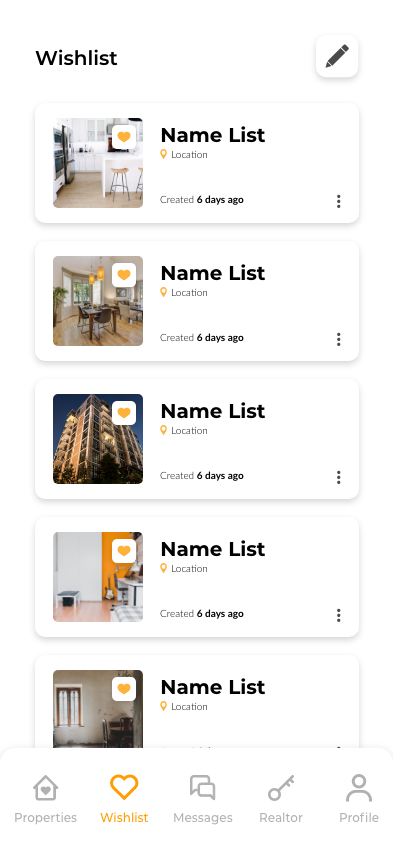 Wishlist
Name List
Location
Created 6 days ago
Name List
Location
Created 6 days ago
Name List
Location
Created 6 days ago
Name List
Location
Created 6 days ago
Name List
Location
Properties
Wishlist
Messages
Realtor
Profile